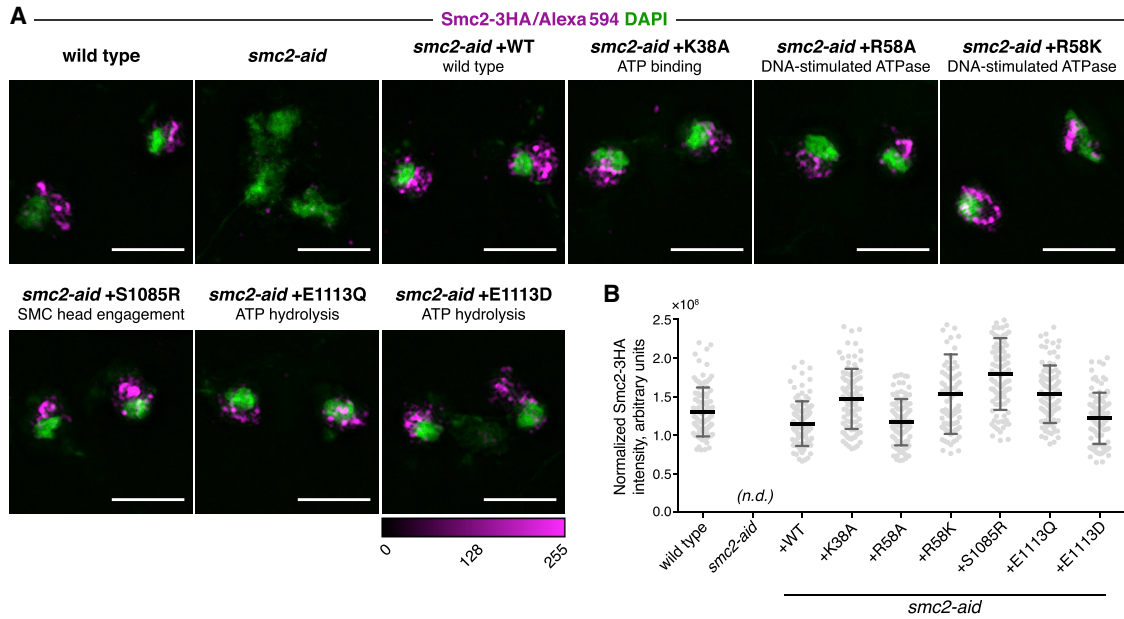 A
Smc2-3HA/Alexa 594 DAPI
wild type
smc2-aid
smc2-aid +WT
wild type
smc2-aid +K38A
ATP binding
smc2-aid +R58A
DNA-stimulated ATPase
smc2-aid +R58K
DNA-stimulated ATPase
smc2-aid +S1085R
SMC head engagement
smc2-aid +E1113Q
ATP hydrolysis
smc2-aid +E1113D
ATP hydrolysis
0
128
255
B
×10⁸
2.5
2.0
1.5
1.0
0.5
0.0
Normalized Smc2-3HA
intensity, arbitrary units
(n.d.)
wild type
smc2-aid
+WT
+K38A
+R58A
+R58K
+S1085R
+E1113Q
+E1113D
smc2-aid